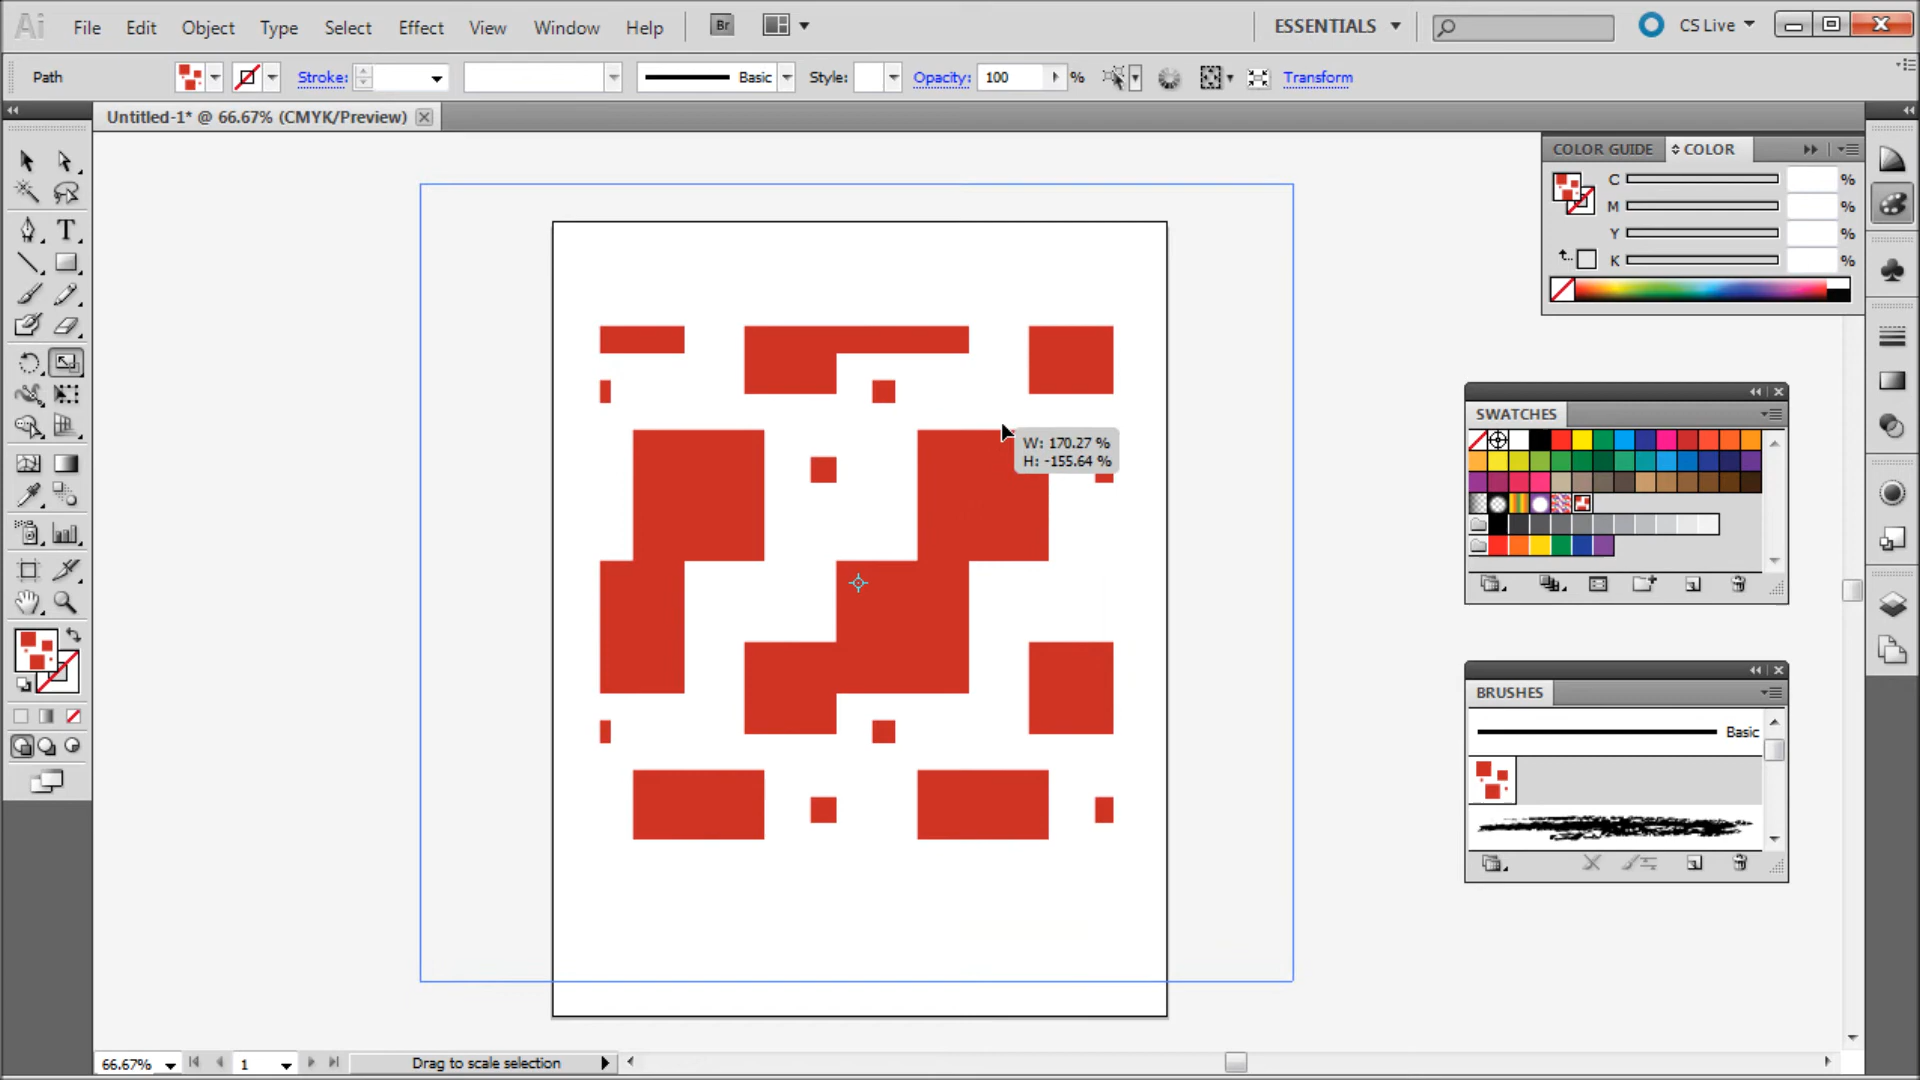 Ai File Edit Object Type Select Effect View Window Help Br ESSENTIALS CS Live
Path Stroke: Basic Style: Opacity: 100 % Transform
Untitled-1* @ 66.67% (CMYK/Preview)
COLOR GUIDE COLOR
C %
M %
Y %
K %
SWATCHES
W: 170.27 %
H: -155.64 %
BRUSHES
Basic
66.67% 1 Drag to scale selection